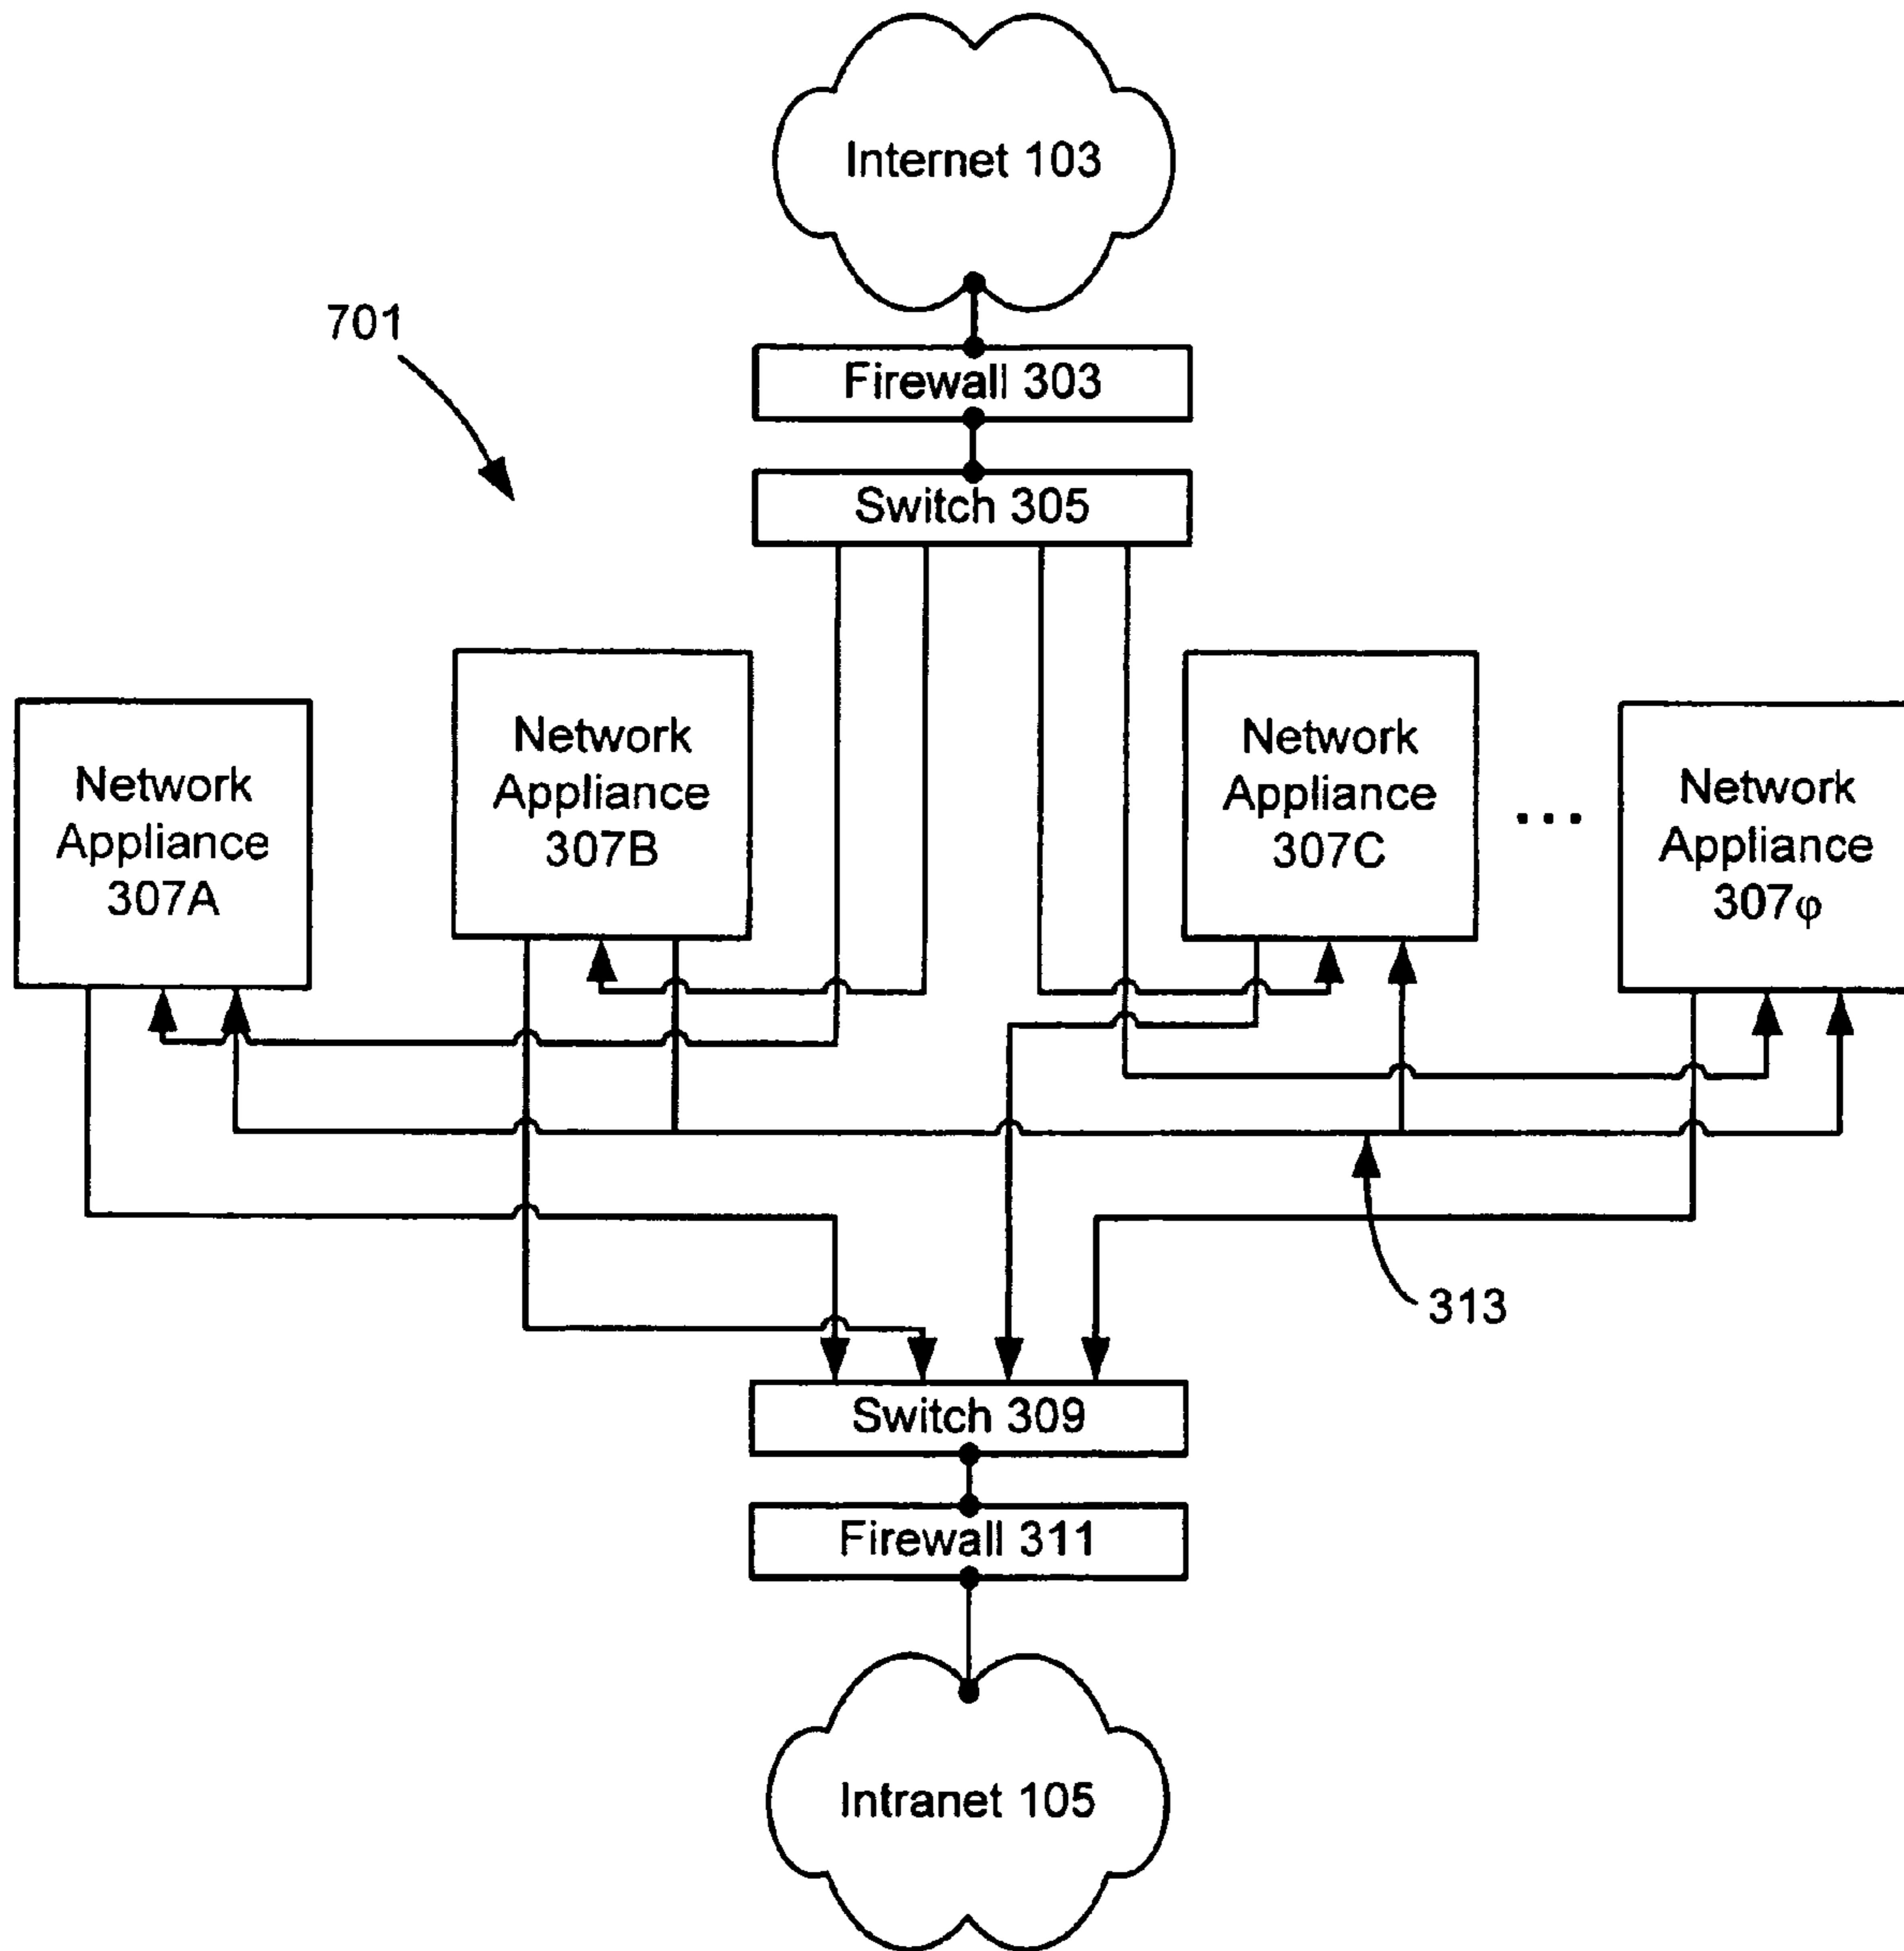 Internet 103
701
Firewall 303
Switch 305
Network
Appliance
307A
Network
Appliance
307B
Network
Appliance
307C
...
Network
Appliance
307φ
313
Switch 309
Firewall 311
Intranet 105